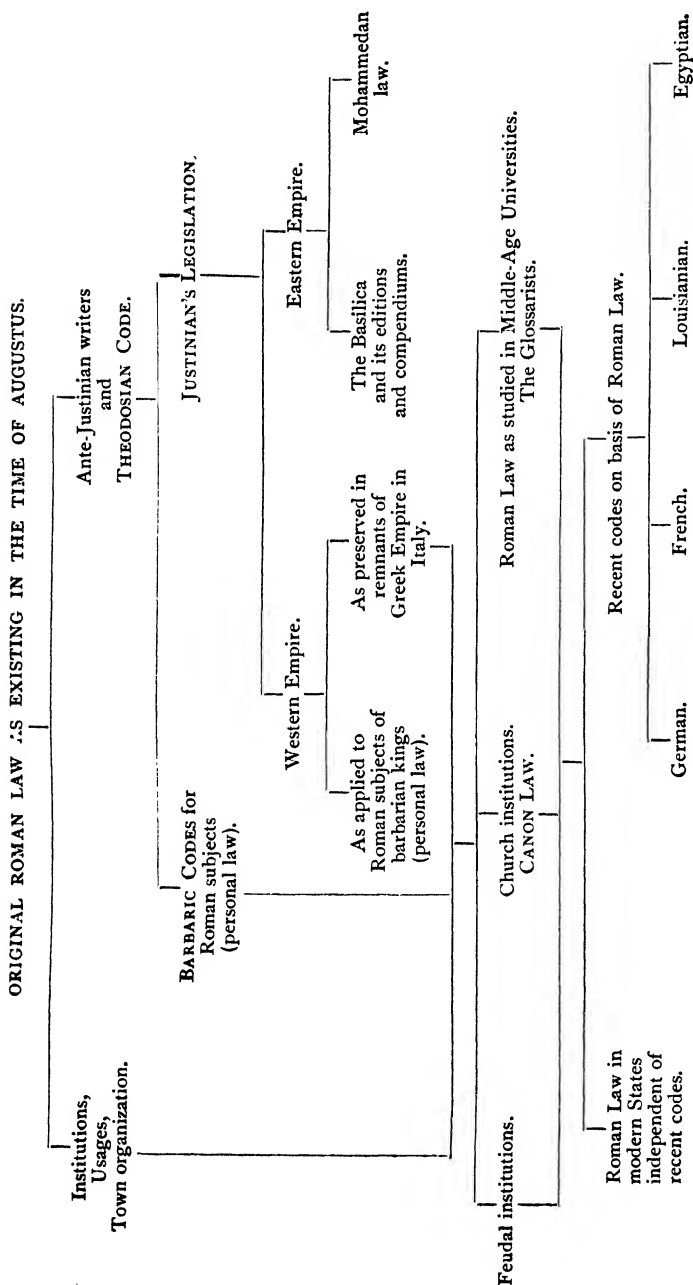 ORIGINAL ROMAN LAW AS EXISTING IN THE TIME OF AUGUSTUS.
Institutions,
Usages,
Town organization.
Ante-Justinian writers
and
THEODOSIAN CODE.
BARBARIC CODES for
Roman subjects
(personal law).
JUSTINIAN'S LEGISLATION.
Western Empire.
Eastern Empire.
As applied to
Roman subjects of
barbarian kings
(personal law).
As preserved in
remnants of
Greek Empire in
Italy.
The Basilica
and its editions
and compendiums.
Mohammedan
law.
Feudal institutions.
Church institutions.
CANON LAW.
Roman Law as studied in Middle-Age Universities.
The Glossarists.
Roman Law in
modern States
independent of
recent codes.
Recent codes on basis of Roman Law.
German.
French.
Louisianian.
Egyptian.